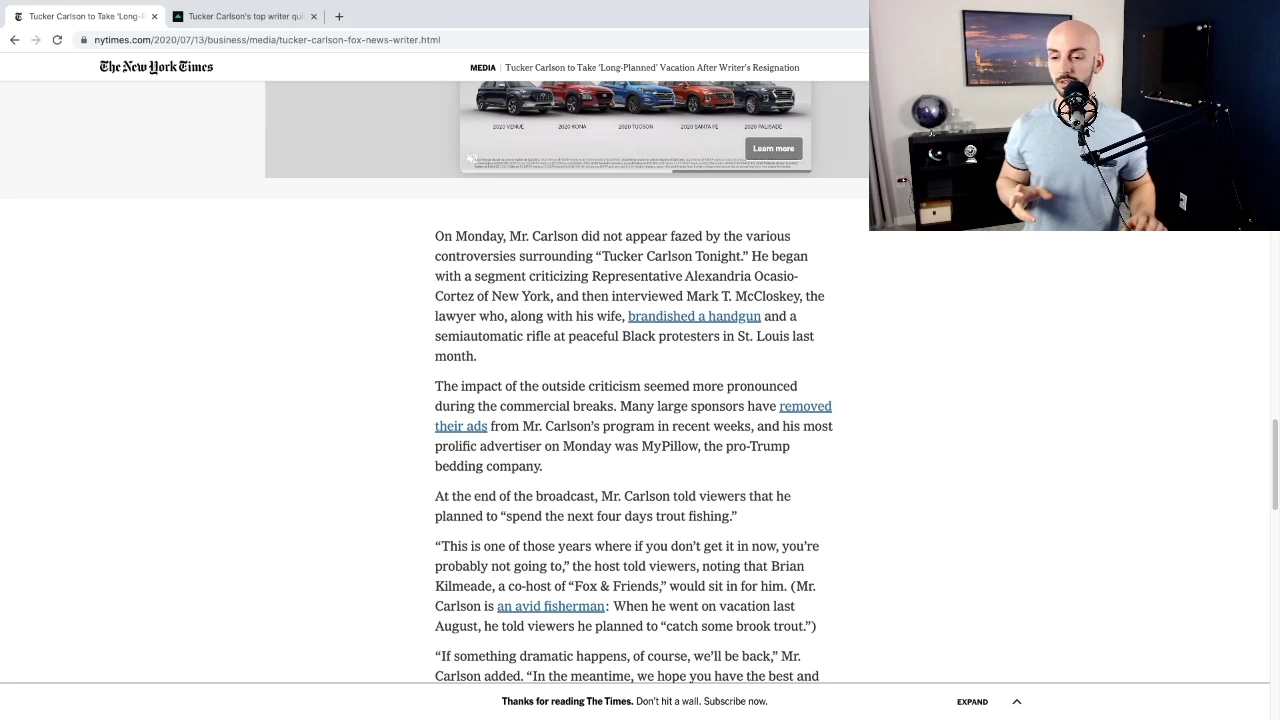 Tucker Carlson to Take 'Long-P
Tucker Carlson's top writer qui
nytimes.com/2020/07/13/business/media/tucker-carlson-fox-news-writer.html
The New York Times
MEDIA | Tucker Carlson to Take ‘Long-Planned’ Vacation After Writer’s Resignation
2020 VENUE 2020 KONA 2020 TUCSON 2020 SANTA FE 2020 PALISADE
Learn more
On Monday, Mr. Carlson did not appear fazed by the various
controversies surrounding “Tucker Carlson Tonight.” He began
with a segment criticizing Representative Alexandria Ocasio-
Cortez of New York, and then interviewed Mark T. McCloskey, the
lawyer who, along with his wife, brandished a handgun and a
semiautomatic rifle at peaceful Black protesters in St. Louis last
month.
The impact of the outside criticism seemed more pronounced
during the commercial breaks. Many large sponsors have removed
their ads from Mr. Carlson’s program in recent weeks, and his most
prolific advertiser on Monday was MyPillow, the pro-Trump
bedding company.
At the end of the broadcast, Mr. Carlson told viewers that he
planned to “spend the next four days trout fishing.”
“This is one of those years where if you don’t get it in now, you’re
probably not going to,” the host told viewers, noting that Brian
Kilmeade, a co-host of “Fox & Friends,” would sit in for him. (Mr.
Carlson is an avid fisherman: When he went on vacation last
August, he told viewers he planned to “catch some brook trout.”)
“If something dramatic happens, of course, we’ll be back,” Mr.
Carlson added. “In the meantime, we hope you have the best and
Thanks for reading The Times. Don't hit a wall. Subscribe now.
EXPAND